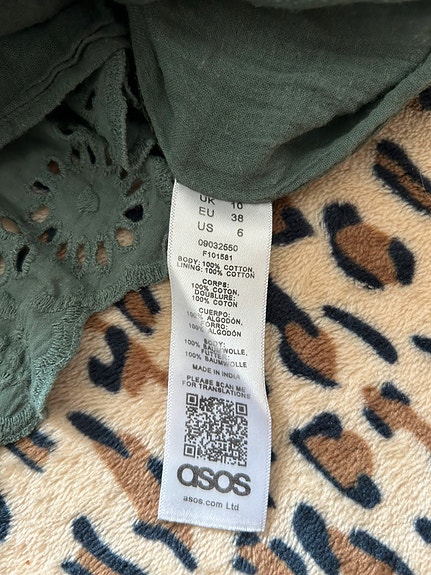 UK 10
EU 38
US 6
09032550
F101581
BODY: 100% COTTON
LINING: 100% COTTON
CORPS:
100% COTON,
DOUBLURE:
100% COTON
CUERPO:
100% ALGODÓN,
FORRO:
100% ALGODÓN
BODY:
100% BAUMWOLLE,
FUTTER:
100% BAUMWOLLE
MADE IN INDIA
PLEASE SCAN ME
FOR TRANSLATIONS
asos
asos.com Ltd